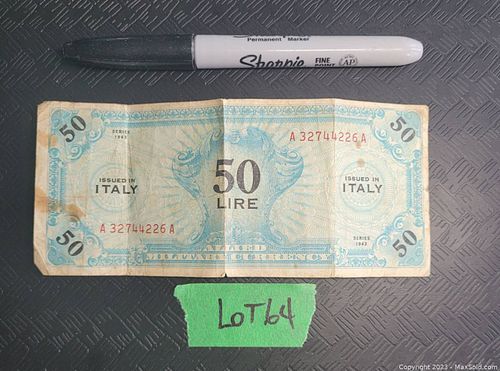 Permanent Marker
Sharpie FINE POINT AP
50 50
SERIES
1943
A 32744226 A
ISSUED IN
ITALY
50
LIRE
ISSUED IN
ITALY
A 32744226 A
SERIES
1943
50 50
LOT64
Copyright 2023 - MaxSold.com